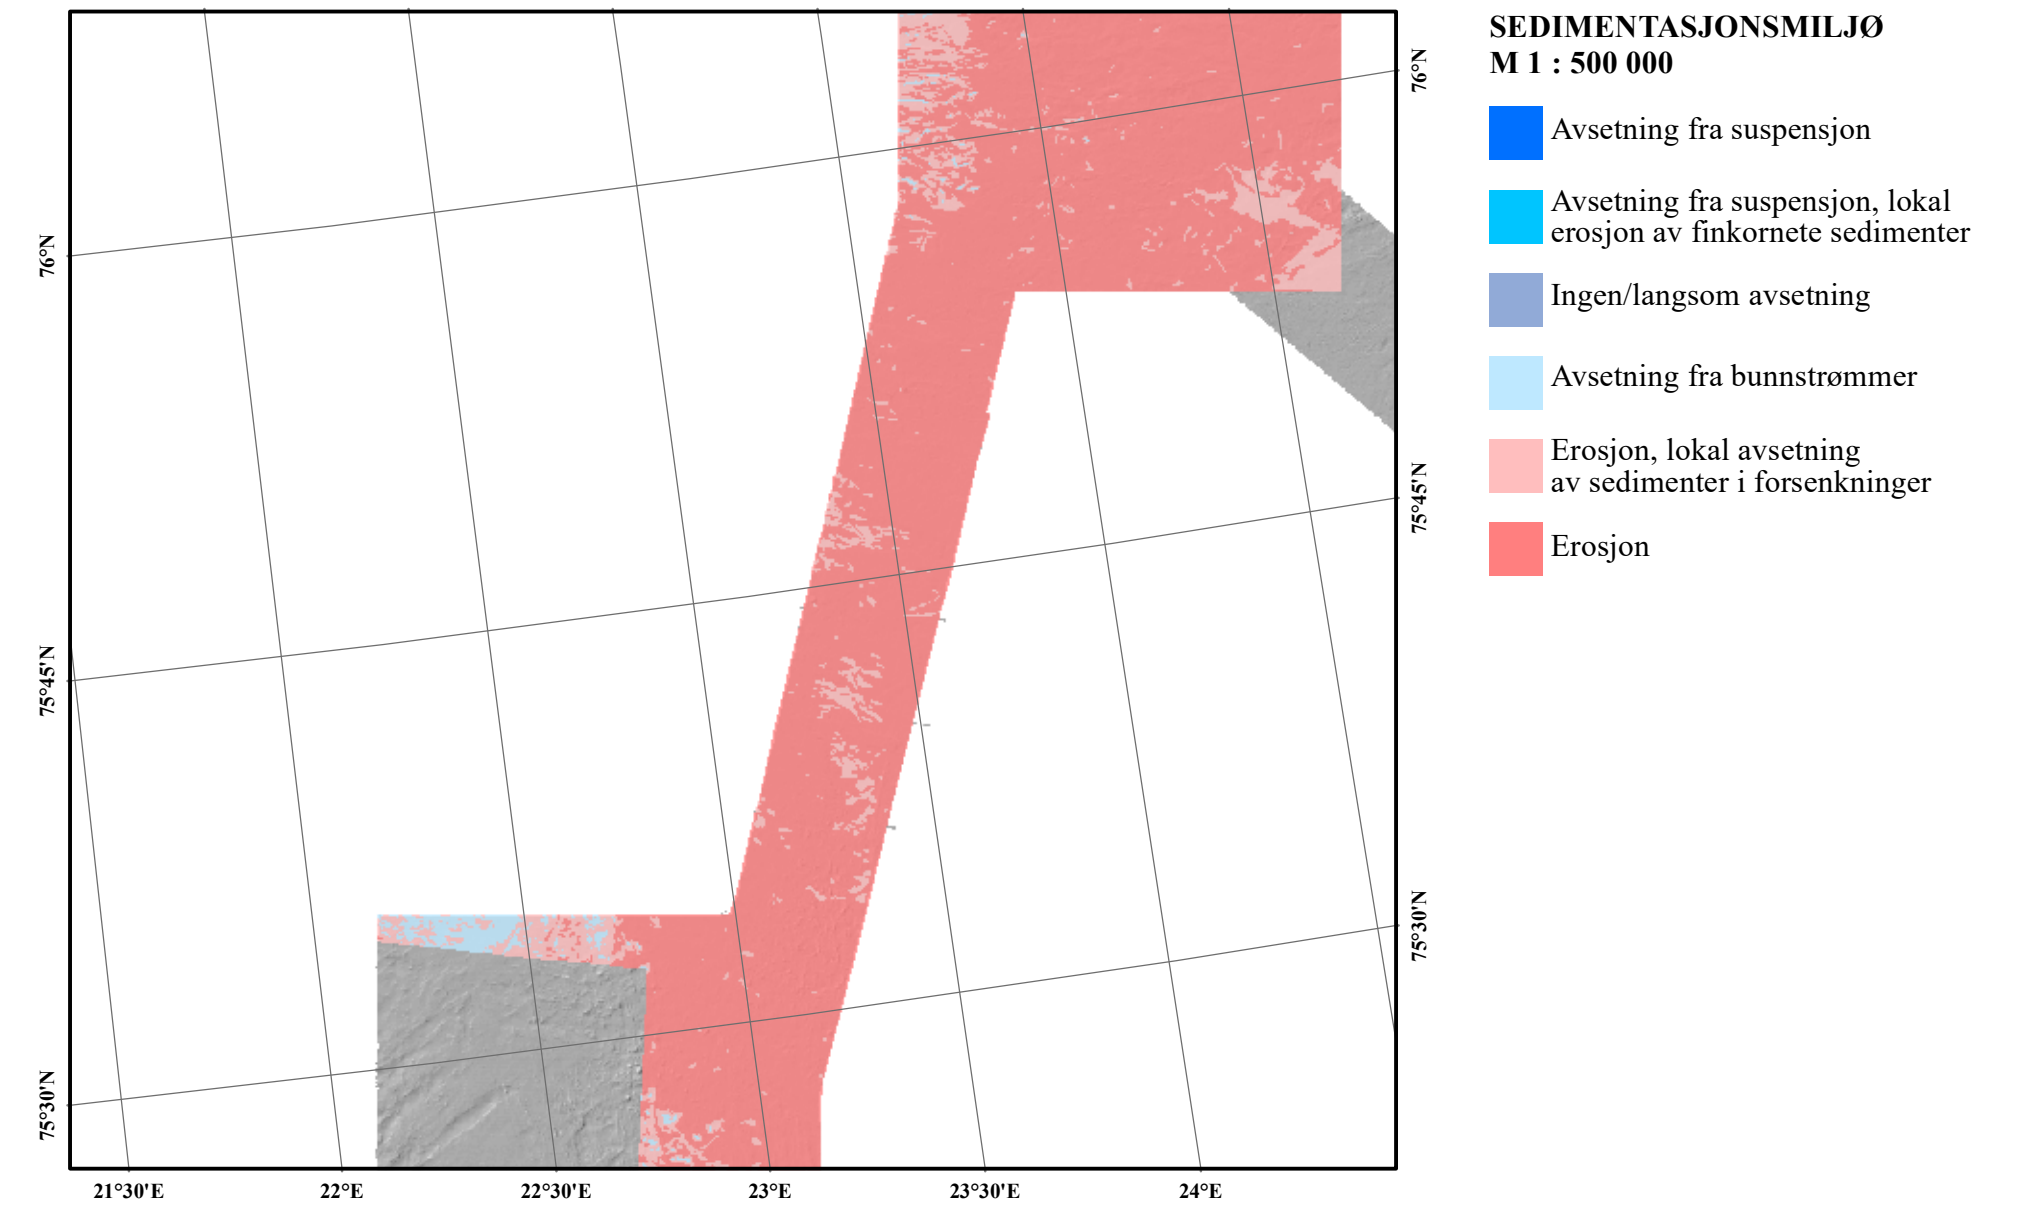 SEDIMENTASJONSMILJØ
M 1 : 500 000
Avsetning fra suspensjon
Avsetning fra suspensjon, lokal
erosjon av finkornete sedimenter
Ingen/langsom avsetning
Avsetning fra bunnstrømmer
Erosjon, lokal avsetning
av sedimenter i forsenkninger
Erosjon
76°N
75°45'N
75°30'N
76°N
75°45'N
75°30'N
21°30'E
22°E
22°30'E
23°E
23°30'E
24°E